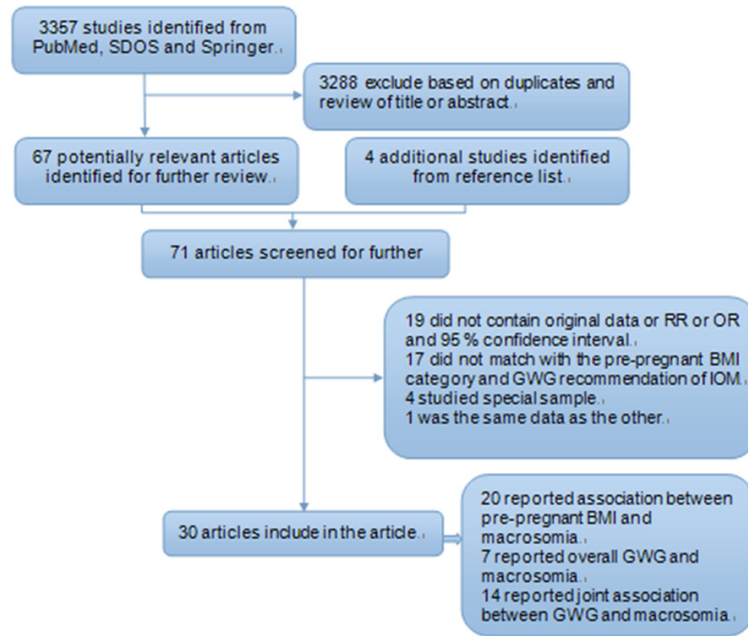 3357 studies identified from
PubMed, SDOS and Springer.
3288 exclude based on duplicates and
review of title or abstract.
67 potentially relevant articles
identified for further review.
4 additional studies identified
from reference list.
71 articles screened for further
19 did not contain original data or RR or OR
and 95 % confidence interval.
17 did not match with the pre-pregnant BMI
category and GWG recommendation of IOM.
4 studied special sample.
1 was the same data as the other.
30 articles include in the article.
20 reported association between
pre-pregnant BMI and
macrosomia.
7 reported overall GWG and
macrosomia.
14 reported joint association
between GWG and macrosomia.